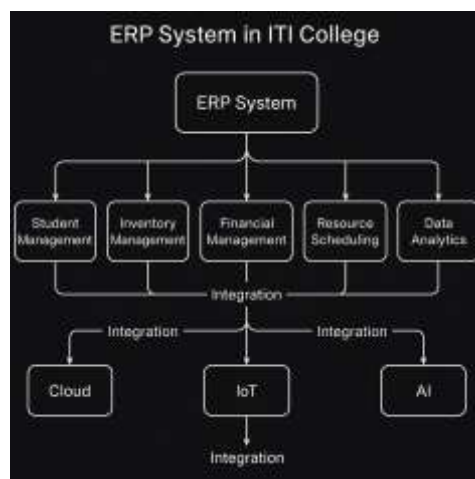 ERP System in ITI College
ERP System
Student
Management
Inventory
Management
Financial
Management
Resource
Scheduling
Data
Analytics
Integration
Integration
Integration
Cloud
IoT
AI
Integration